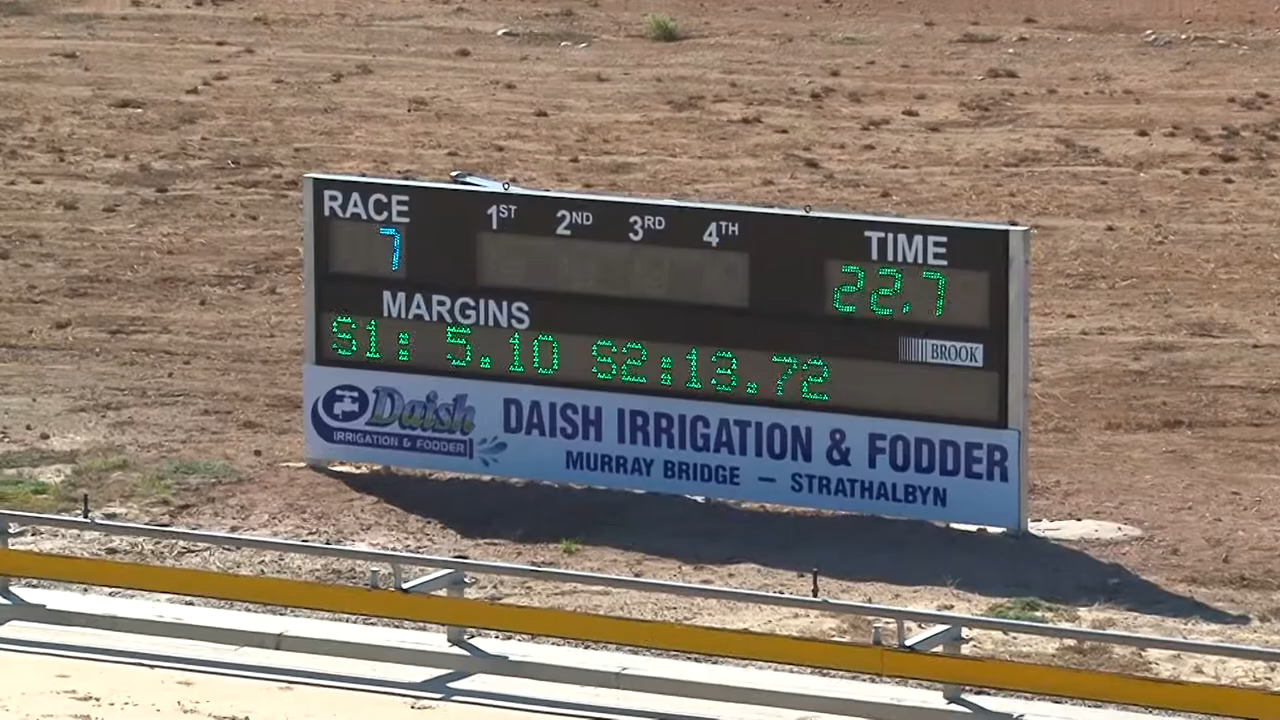 RACE 1ST 2ND 3RD 4TH TIME
7 22.7
MARGINS
S1: 5.10 S2:13.72
BROOK
Daish
IRRIGATION & FODDER
DAISH IRRIGATION & FODDER
MURRAY BRIDGE – STRATHALBYN